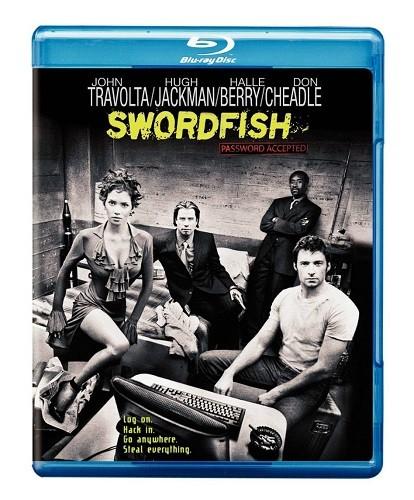 Blu-ray Disc
JOHN HUGH HALLE DON
TRAVOLTA/JACKMAN/BERRY/CHEADLE
SWORDFISH
PASSWORD ACCEPTED
Log on.
Hack in.
Go anywhere.
Steal everything.